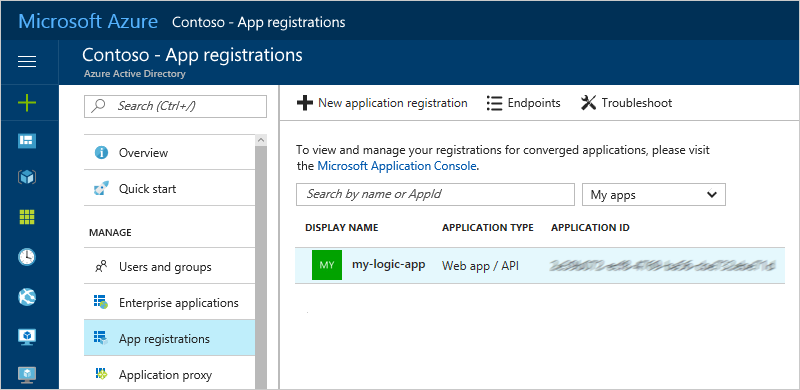 Microsoft Azure Contoso - App registrations
Contoso - App registrations
Azure Active Directory
Search (Ctrl+/)
Overview
Quick start
MANAGE
Users and groups
Enterprise applications
App registrations
Application proxy
New application registration Endpoints Troubleshoot
To view and manage your registrations for converged applications, please visit
the Microsoft Application Console.
Search by name or AppId My apps
DISPLAY NAME APPLICATION TYPE APPLICATION ID
MY my-logic-app Web app / API